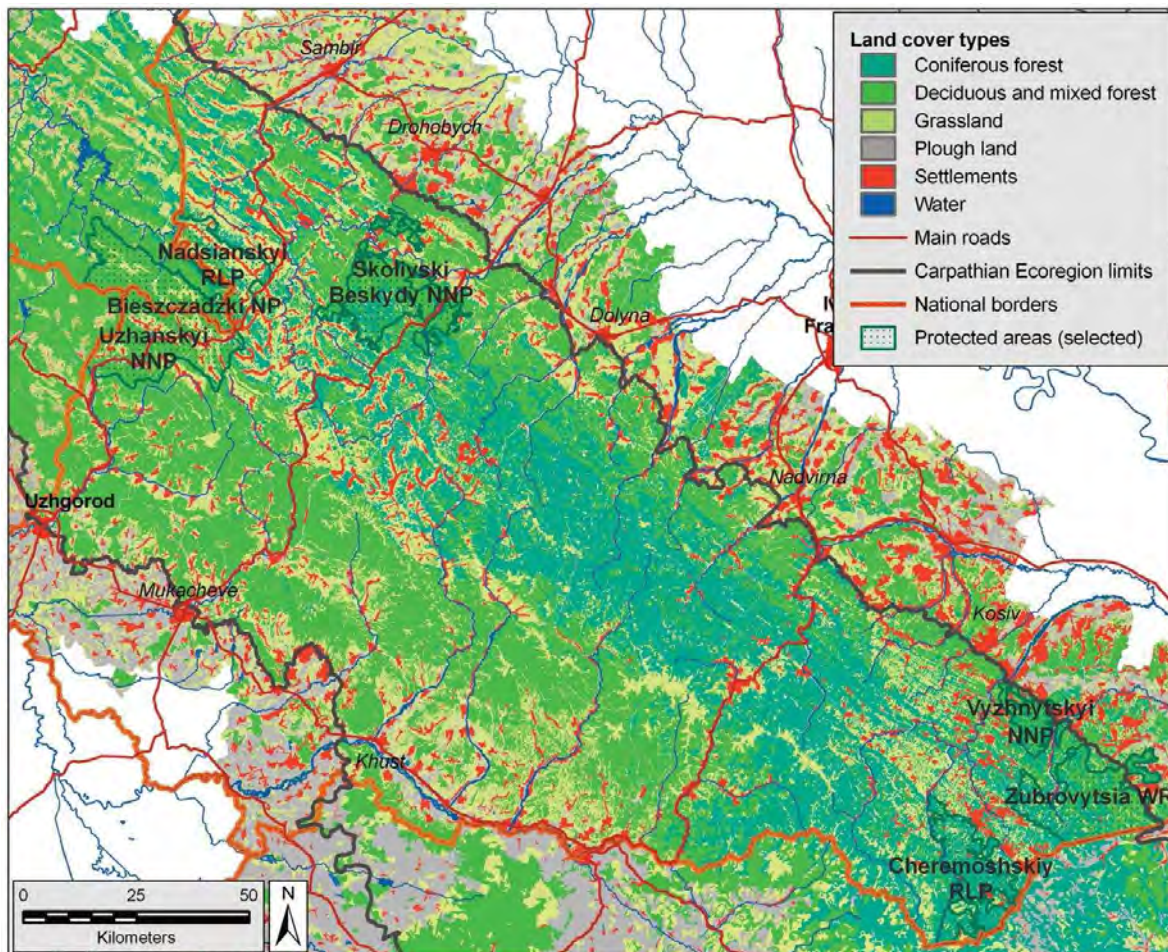 Sambir
Drohobych
Nadsianskyi
RLP
Bieszczadzki NP
Uzhanskyi
NNP
Skolivski
Beskydy NNP
Dolyna
Fra
Nadvirna
Uzhgorod
Mukacheve
Khust
Kosiv
Vyzhnytskyi
NNP
Zubrovytsia WR
Cheremoshskiy
RLP
Land cover types
Coniferous forest
Deciduous and mixed forest
Grassland
Plough land
Settlements
Water
Main roads
Carpathian Ecoregion limits
National borders
Protected areas (selected)
0 25 50
Kilometers
N